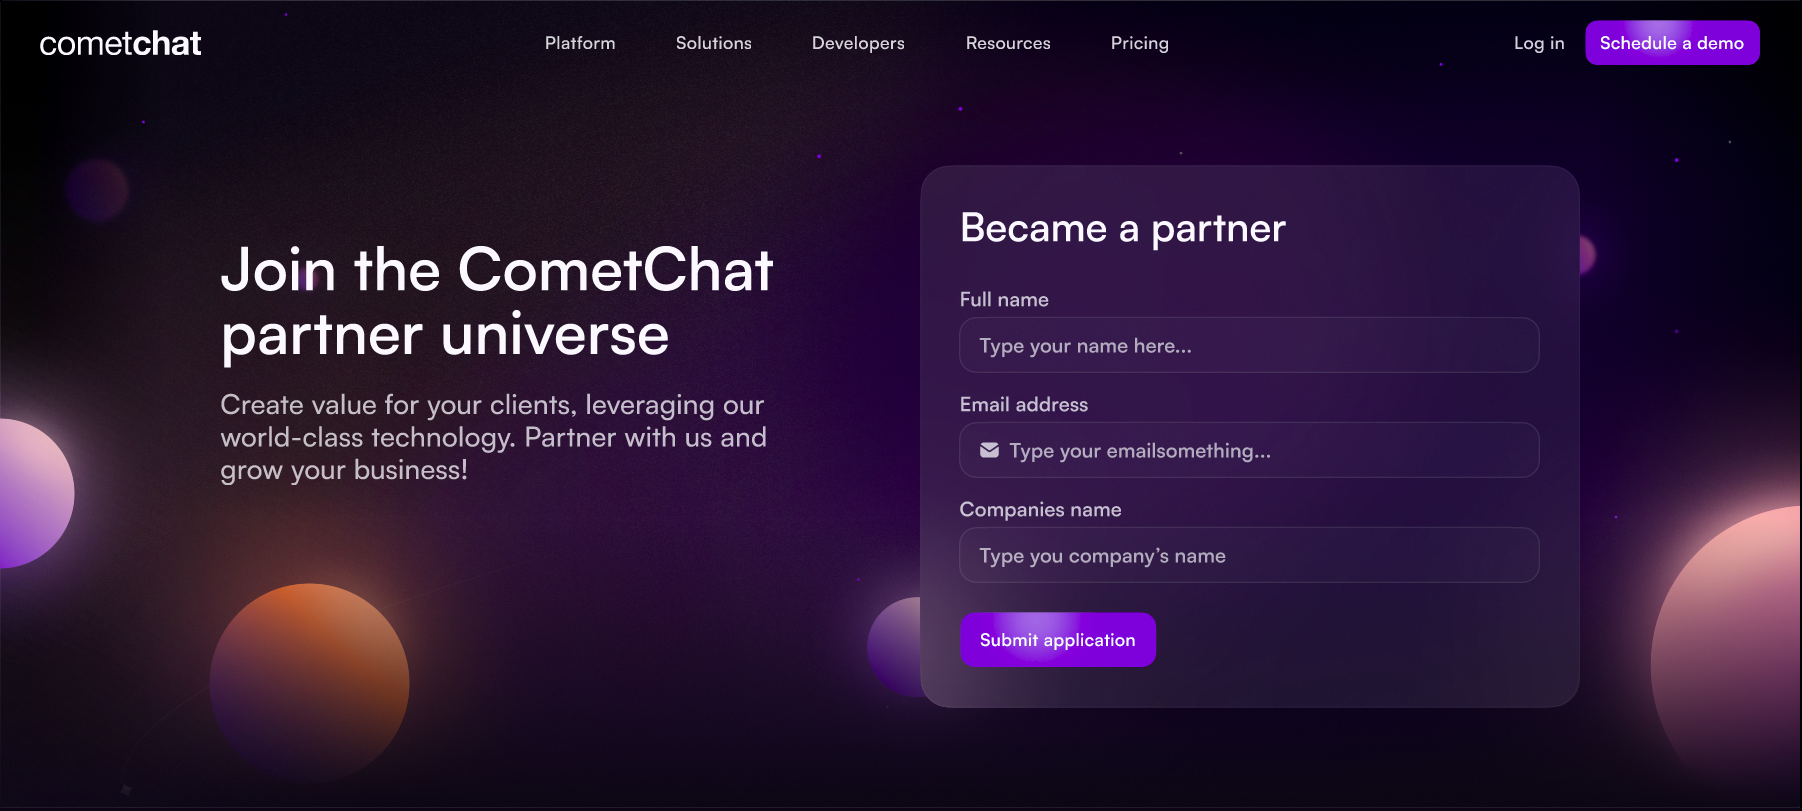 cometchat
Platform
Solutions
Developers
Resources
Pricing
Log in
Schedule a demo
Join the CometChat
partner universe
Create value for your clients, leveraging our
world-class technology. Partner with us and
grow your business!
Became a partner
Full name
Type your name here...
Email address
Type your emailsomething...
Companies name
Type you company’s name
Submit application